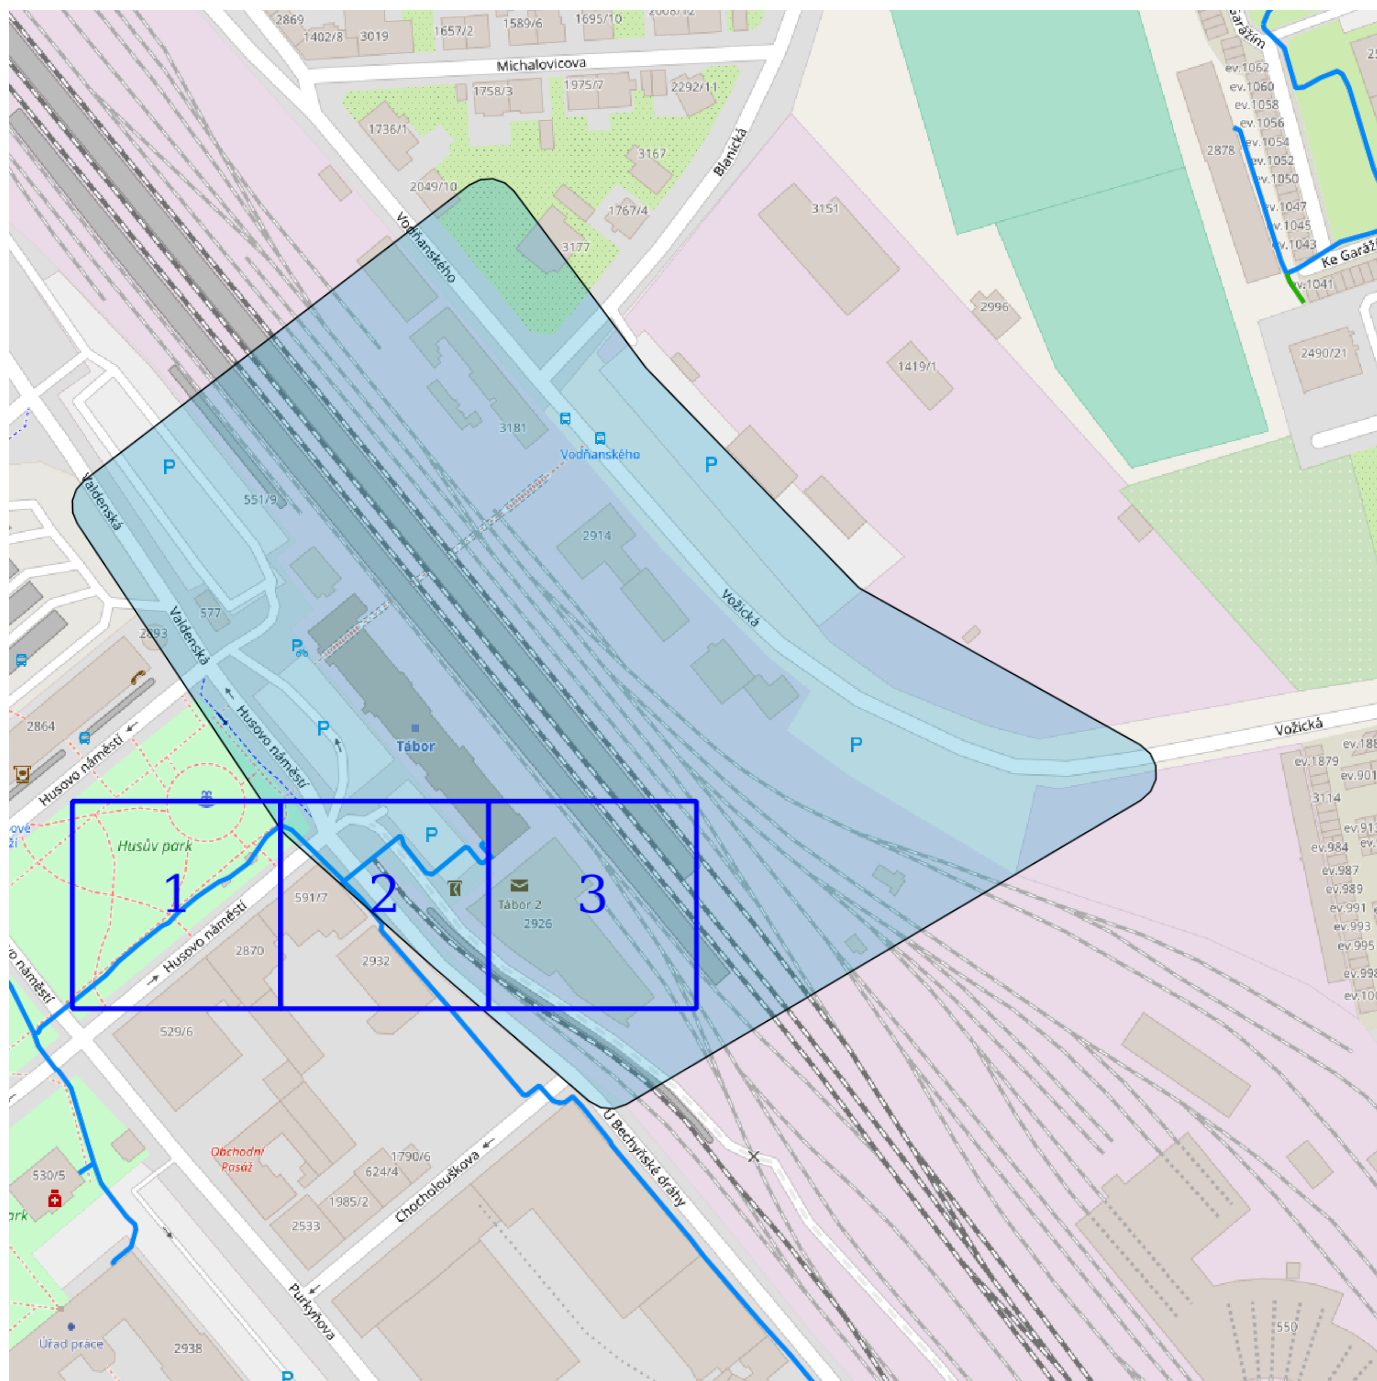 2869
1402/8
3019
1657/2
1589/6
1695/10
2608/12
Michalovicova
1758/3
1975/7
2292/11
1736/1
2049/10
3167
1767/4
3177
Blanická
Vodňanského
3151
2996
1419/1
2878
ev.1062
ev.1060
ev.1058
ev.1056
ev.1054
ev.1052
ev.1050
ev.1047
ev.1045
ev.1043
ev.1041
2490/21
3181
Vodňanského
P
P
551/9
Valdenská
2914
Vožická
577
2893
Valdenská
P
2864
Husovo náměstí
P
Husovo náměstí
Tábor
P
Vožická
ev.1879
3114
ev.984
ev.987
ev.989
ev.991
ev.993
ev.995
P
Husův park
1
2
3
591/7
Tábor 2
2926
2870
Husovo náměstí
2932
529/6
530/5
Obchodní
Pasáž
1790/6
624/4
1985/2
2533
Chocholouškova
U Bechyňské dráhy
Purkyňova
Úřad práce
2938
P
550